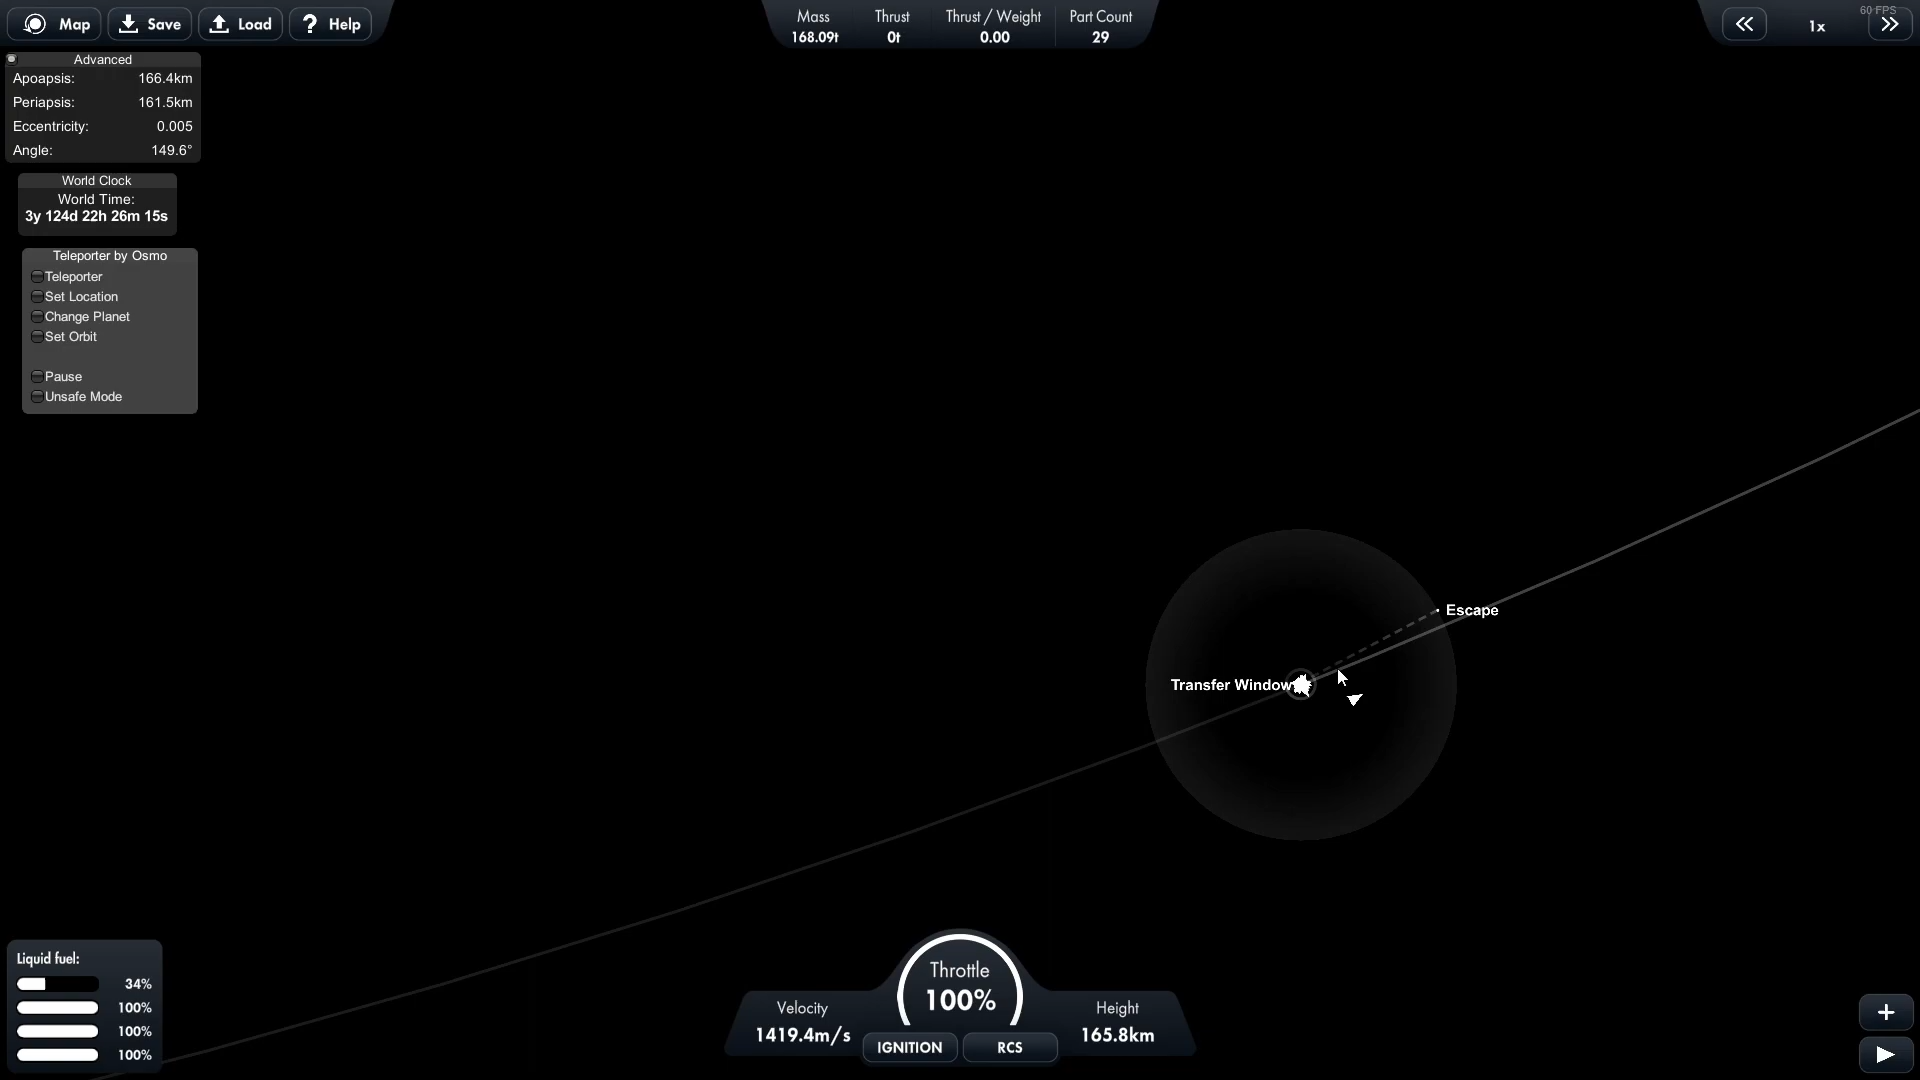 Map
Save
Load
Help
Mass
168.09t
Thrust
0t
Thrust / Weight
0.00
Part Count
29
60 FPS
1x
Advanced
Apoapsis: 166.4km
Periapsis: 161.5km
Eccentricity: 0.005
Angle: 149.6°
World Clock
World Time:
3y 124d 22h 26m 15s
Teleporter by Osmo
Teleporter
Set Location
Change Planet
Set Orbit
Pause
Unsafe Mode
Escape
Transfer Window
Liquid fuel:
34%
100%
100%
100%
Throttle
100%
Velocity
1419.4m/s
IGNITION
RCS
Height
165.8km